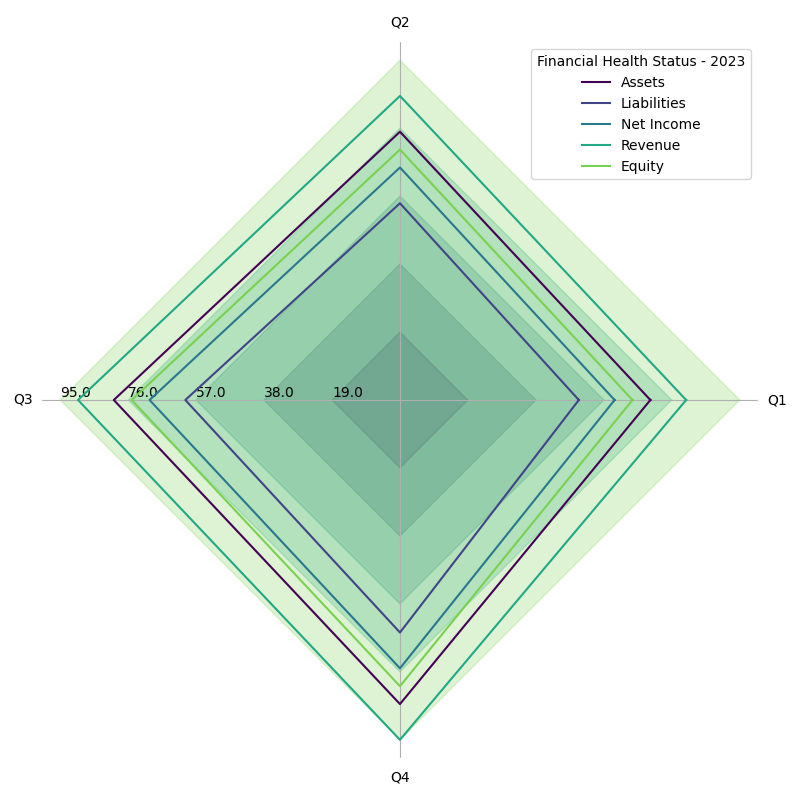 Q2
Financial Health Status - 2023
Assets
Liabilities
Net Income
Revenue
Equity
Q3
95.0
76.0
57.0
38.0
19.0
Q1
Q4